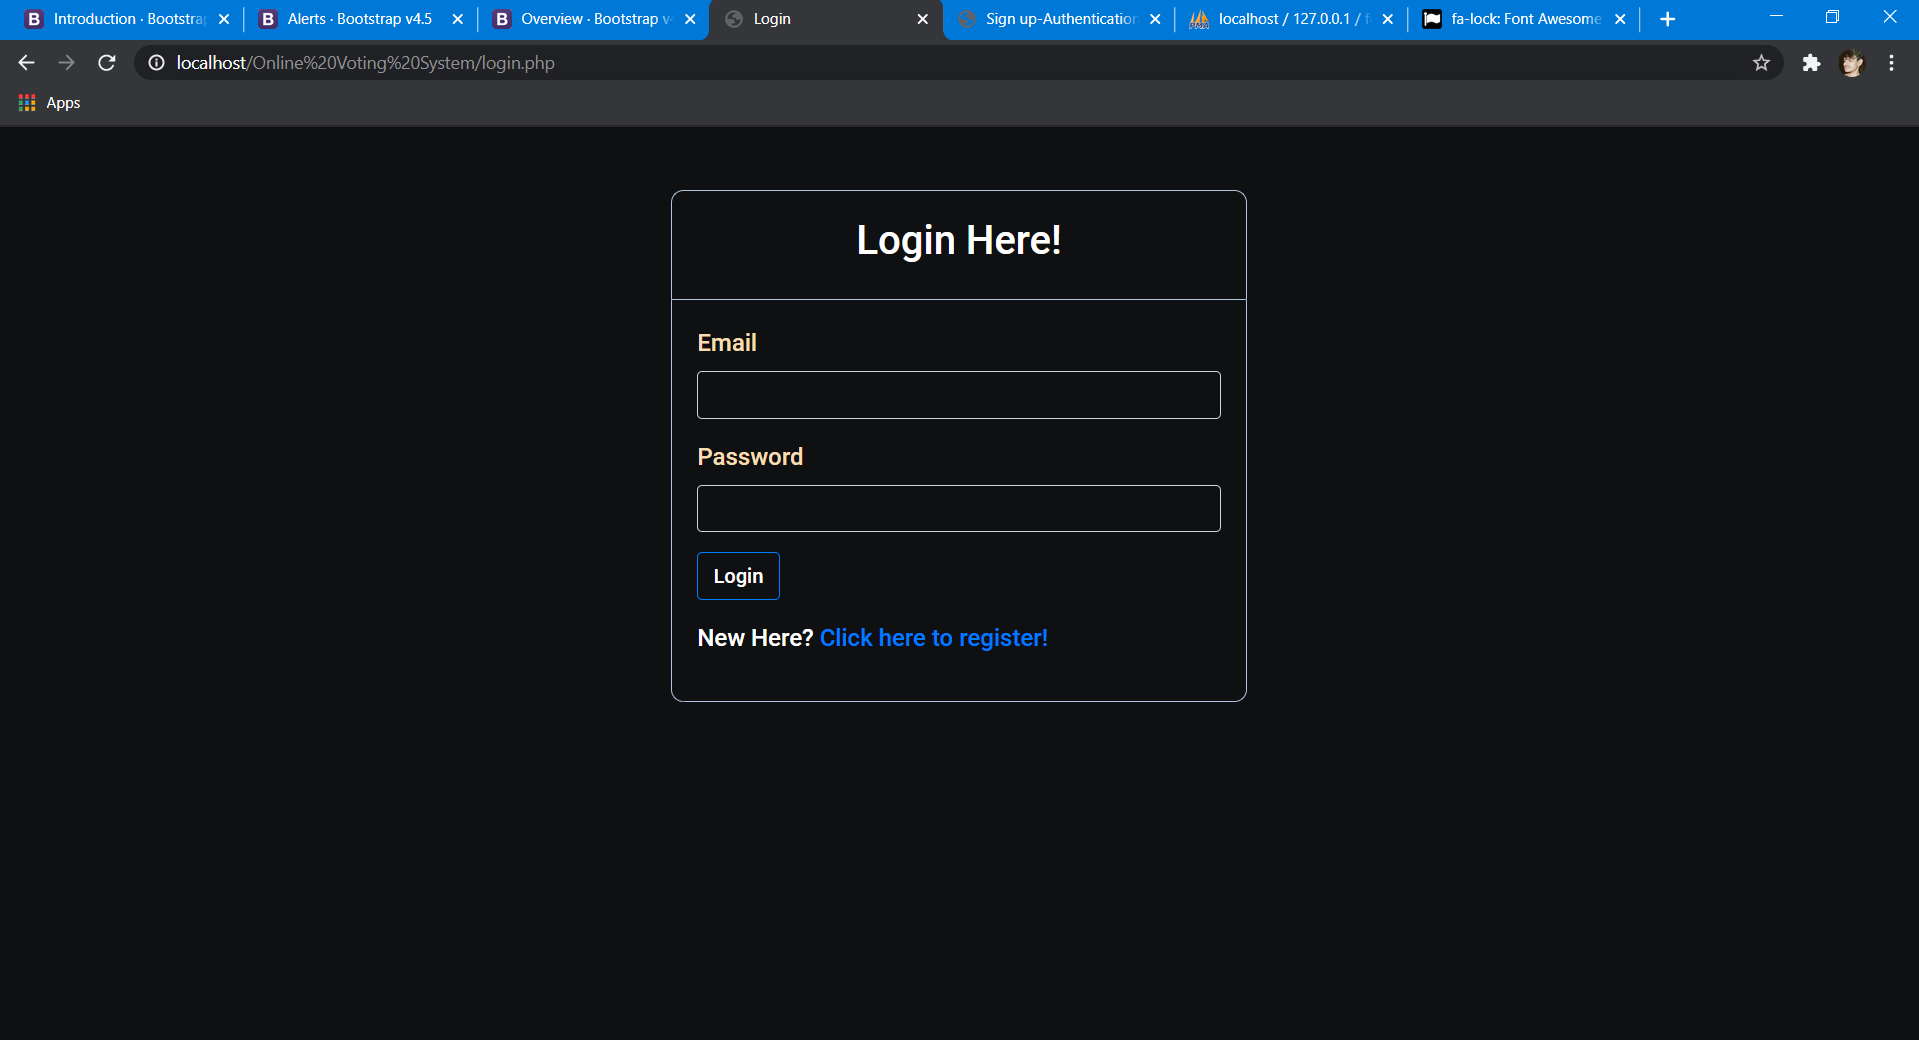 Introduction · Bootstrap
Alerts · Bootstrap v4.5
Overview · Bootstrap v4
Login
Sign up-Authentication
localhost / 127.0.0.1 / f
fa-lock: Font Awesome
localhost/Online%20Voting%20System/login.php
Apps
Login Here!
Email
Password
Login
New Here? Click here to register!